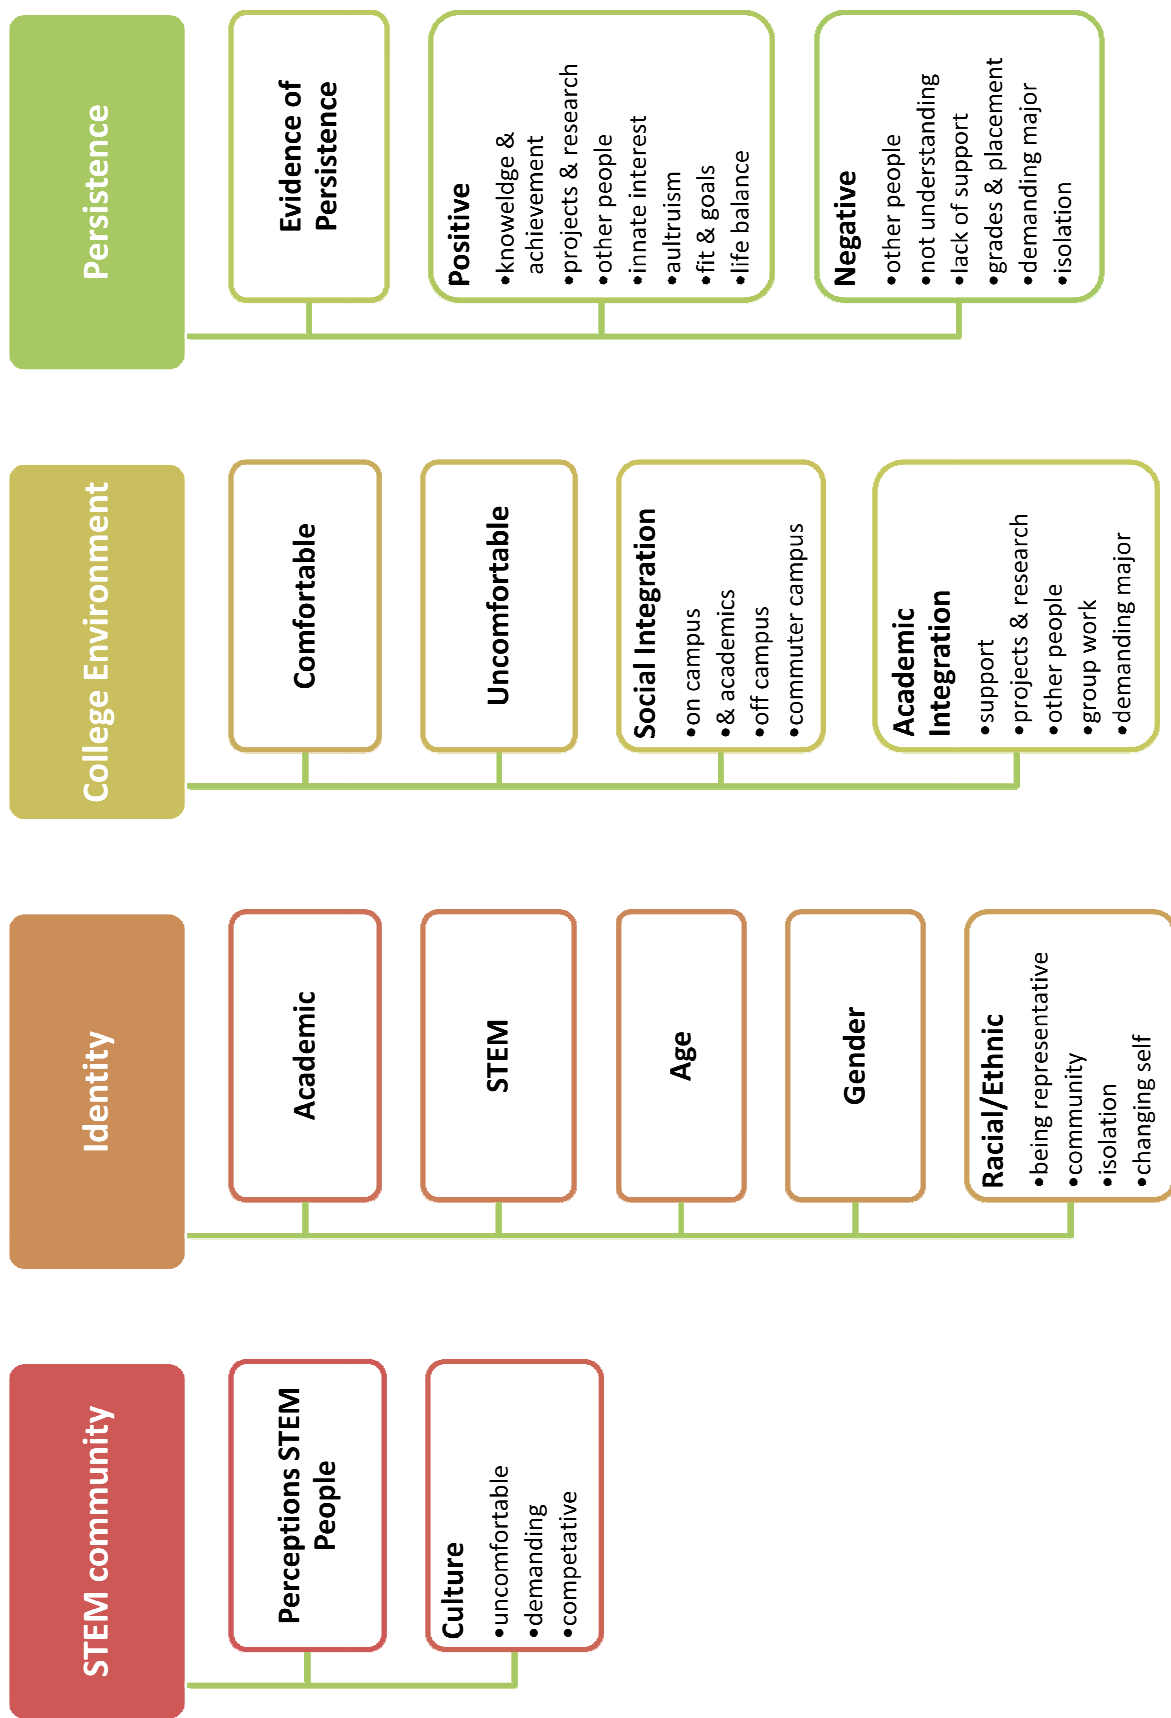 STEM community
Perceptions STEM
People
Culture
•uncomfortable
•demanding
•competative
Identity
Academic
STEM
Age
Gender
Racial/Ethnic
•being representative
•community
•isolation
•changing self
College Environment
Comfortable
Uncomfortable
Social Integration
•on campus
•& academics
•off campus
•commuter campus
Academic
Integration
•support
•projects & research
•other people
•group work
•demanding major
Persistence
Evidence of
Persistence
Positive
•knoweldge &
achievement
•projects & research
•other people
•innate interest
•aultruism
•fit & goals
•life balance
Negative
•other people
•not understanding
•lack of support
•grades & placement
•demanding major
•isolation